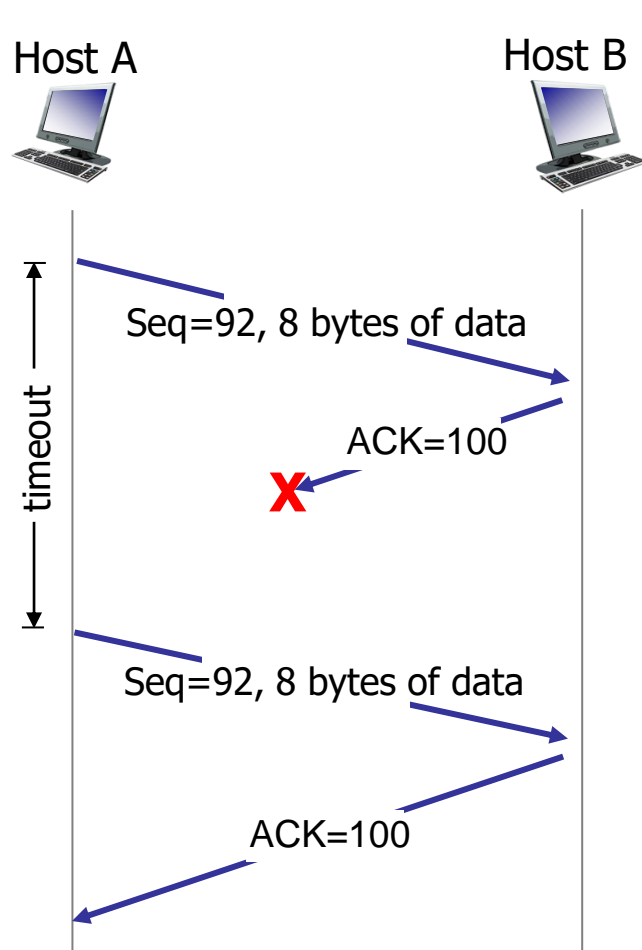 Host A
Host B
Seq=92, 8 bytes of data
ACK=100
timeout
X
Seq=92, 8 bytes of data
ACK=100